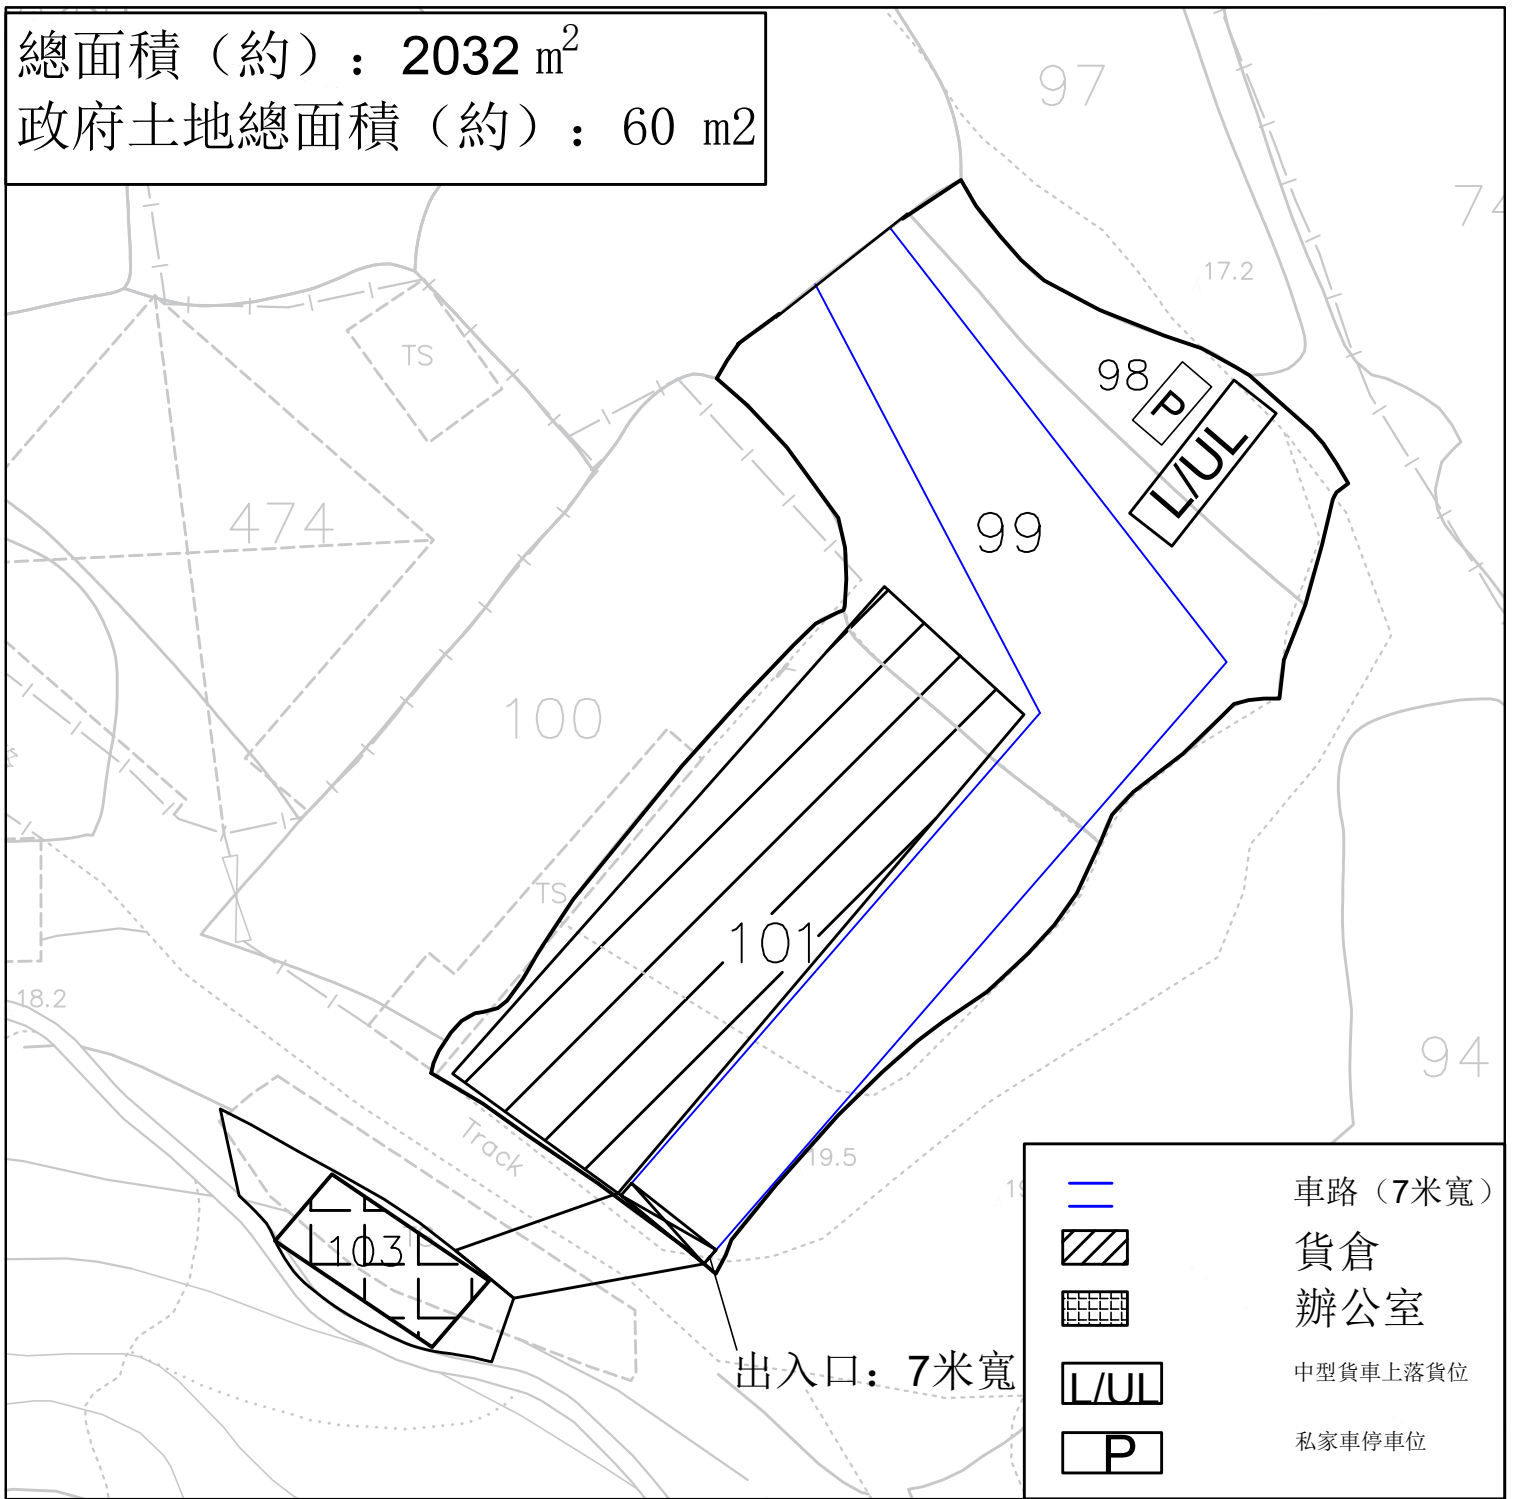 總面積（約）：2032 m²
政府土地總面積（約）：60 m2
97
74
17.2
TS
98
P
L/UL
474
99
100
TS
101
18.2
94
Track
19.5
103
出入口：7米寬
車路（7米寬）
貨倉
辦公室
L/UL 中型貨車上落貨位
P 私家車停車位